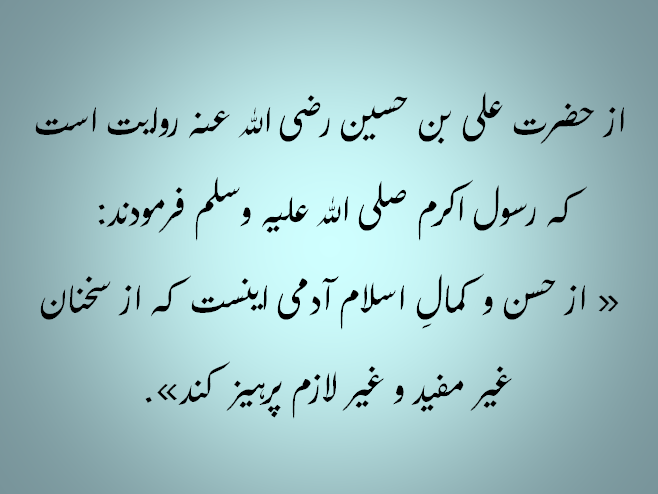 از حضرت علی بن حسین رضی الله عنه روایت است
که رسول اکرم صلی الله علیه وسلم فرمودند:
« از حسن و کمالِ اسلام آدمی اینست که از سخنان
غیر مفید و غیر لازم پرهیز کند».